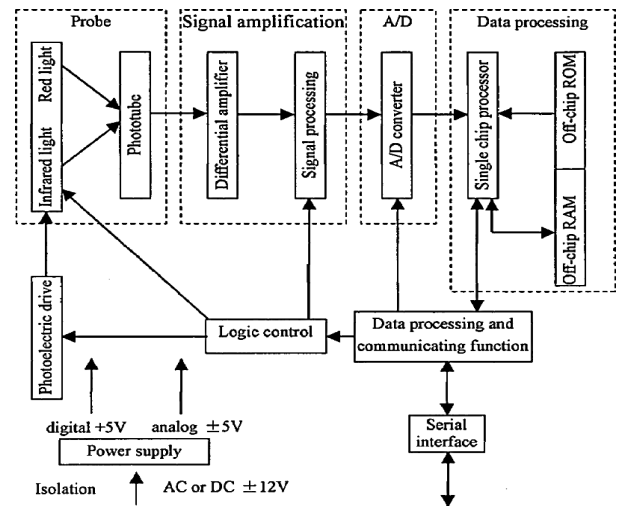 Probe
Signal amplification
A/D
Data processing
Red light
Infrared light
Phototube
Differential amplifier
Signal processing
A/D converter
Single chip processor
Off-chip ROM
Off-chip RAM
Photoelectric drive
Logic control
Data processing and
communicating function
digital +5V
analog ±5V
Power supply
Serial
interface
Isolation
AC or DC ±12V